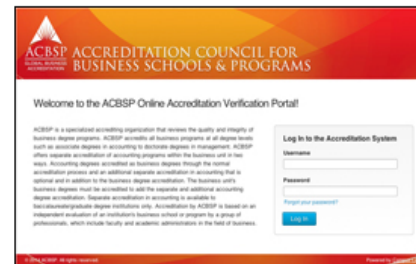 ACBSP
GLOBAL BUSINESS
ACCREDITATION
ACCREDITATION COUNCIL FOR
BUSINESS SCHOOLS & PROGRAMS
Welcome to the ACBSP Online Accreditation Verification Portal!
ACBSP is a specialized accrediting organization that reviews the quality and integrity of
business degree programs. ACBSP accredits all business programs at all degree levels
such as associate degrees in accounting to doctorate degrees in management. ACBSP
offers separate accreditation of accounting programs within the business unit in two
ways. Accounting degrees accredited as business degrees through the normal
accreditation process and an additional separate accreditation in accounting that is
optional and in addition to the business degree accreditation. The business unit's
business degrees must be accredited to add the separate and additional accounting
degree accreditation. Separate accreditation in accounting is available to
baccalaureate/graduate degree institutions only. Accreditation by ACBSP is based on an
independent evaluation of an institution's business school or program by a group of
professionals, which include faculty and academic administrators in the field of business.
Log In to the Accreditation System
Username
Password
Forgot your password?
Log In
© 2014 ACBSP. All rights reserved.
Powered by